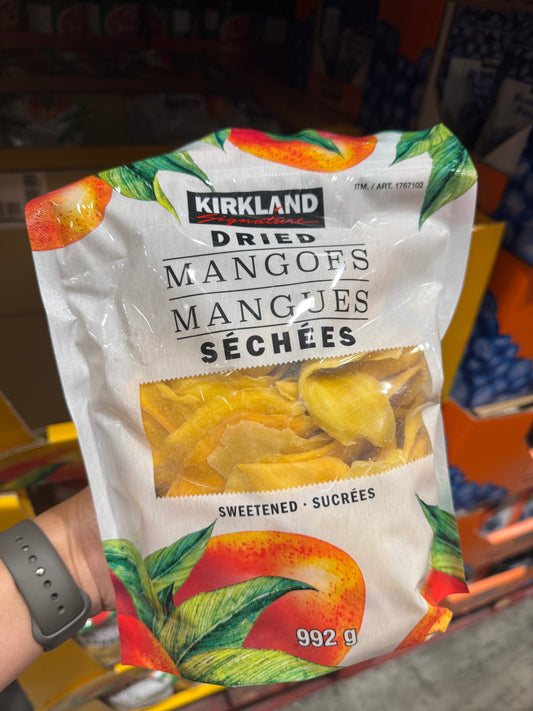 ITM. / ART. 1767102
KIRKLAND
Signature
DRIED
MANGOES
MANGUES
SÉCHÉES
SWEETENED · SUCRÉES
992 g